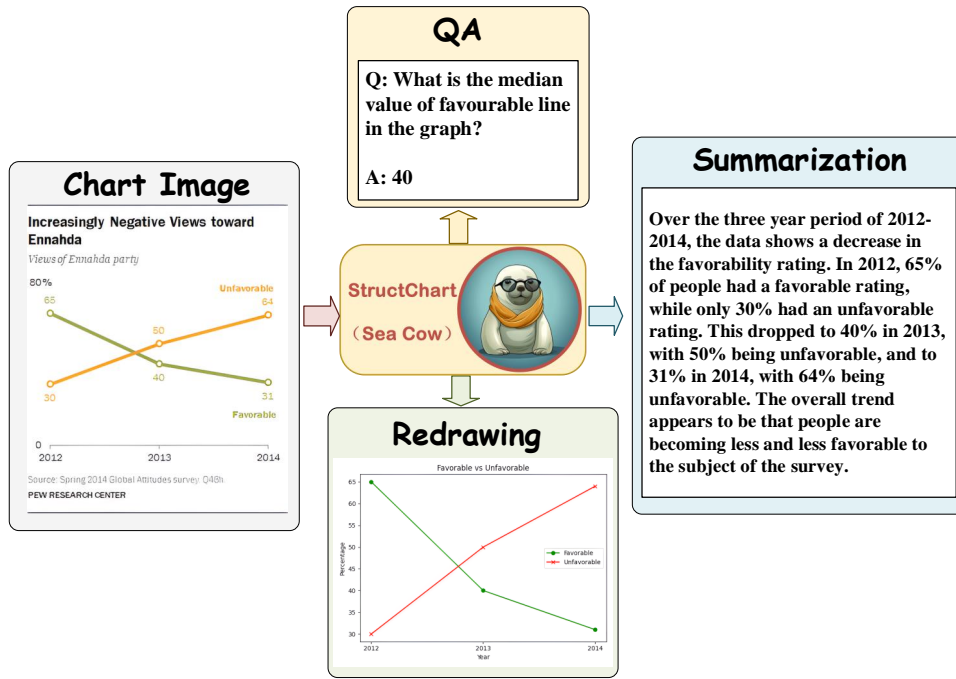 QA
Q: What is the median
value of favourable line
in the graph?
A: 40
Chart Image
Increasingly Negative Views toward
Ennahda
Views of Ennahda party
80%
Unfavorable
65
64
50
40
30
31
Favorable
0
2012
2013
2014
Source: Spring 2014 Global Attitudes survey. Q46h
PEW RESEARCH CENTER
StructChart
(Sea Cow)
Summarization
Over the three year period of 2012-
2014, the data shows a decrease in
the favorability rating. In 2012, 65%
of people had a favorable rating,
while only 30% had an unfavorable
rating. This dropped to 40% in 2013,
with 50% being unfavorable, and to
31% in 2014, with 64% being
unfavorable. The overall trend
appears to be that people are
becoming less and less favorable to
the subject of the survey.
Redrawing
Favorable vs Unfavorable
65
60
55
50
45
40
35
30
Percentage
Favorable
Unfavorable
2012
2013
2014
Year